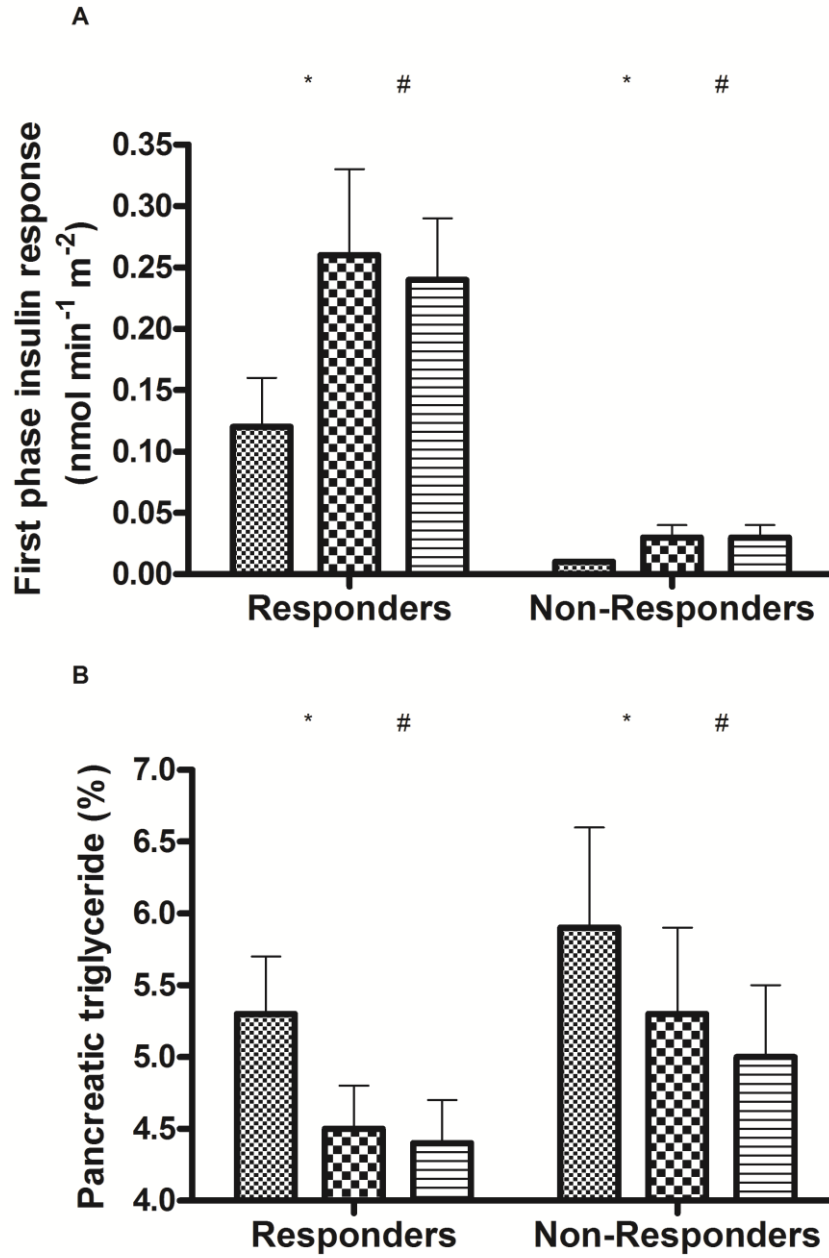 A
* # * #
First phase insulin response
(nmol min⁻¹ m⁻²)
0.35
0.30
0.25
0.20
0.15
0.10
0.05
0.00
Responders Non-Responders
B
* # * #
Pancreatic triglyceride (%)
7.0
6.5
6.0
5.5
5.0
4.5
4.0
Responders Non-Responders